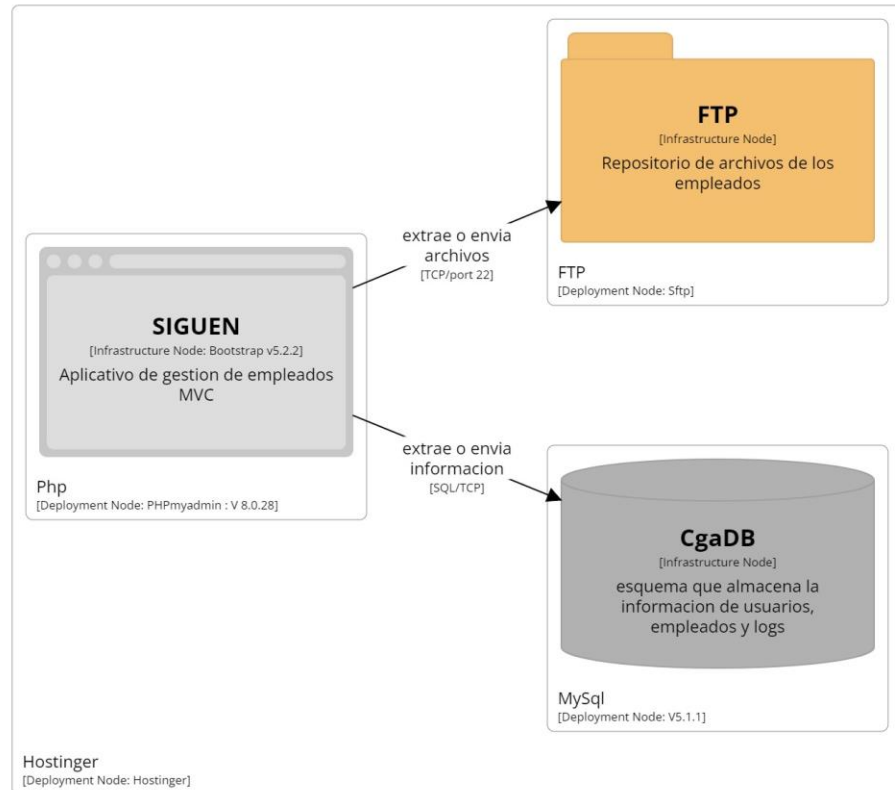 FTP
[Infrastructure Node]
Repositorio de archivos de los
empleados
FTP
[Deployment Node: Sftp]
extrae o envia
archivos
[TCP/port 22]
SIGUEN
[Infrastructure Node: Bootstrap v5.2.2]
Aplicativo de gestion de empleados
MVC
Php
[Deployment Node: PHPmyadmin : V 8.0.28]
extrae o envia
informacion
[SQL/TCP]
CgaDB
[Infrastructure Node]
esquema que almacena la
informacion de usuarios,
empleados y logs
MySql
[Deployment Node: V5.1.1]
Hostinger
[Deployment Node: Hostinger]